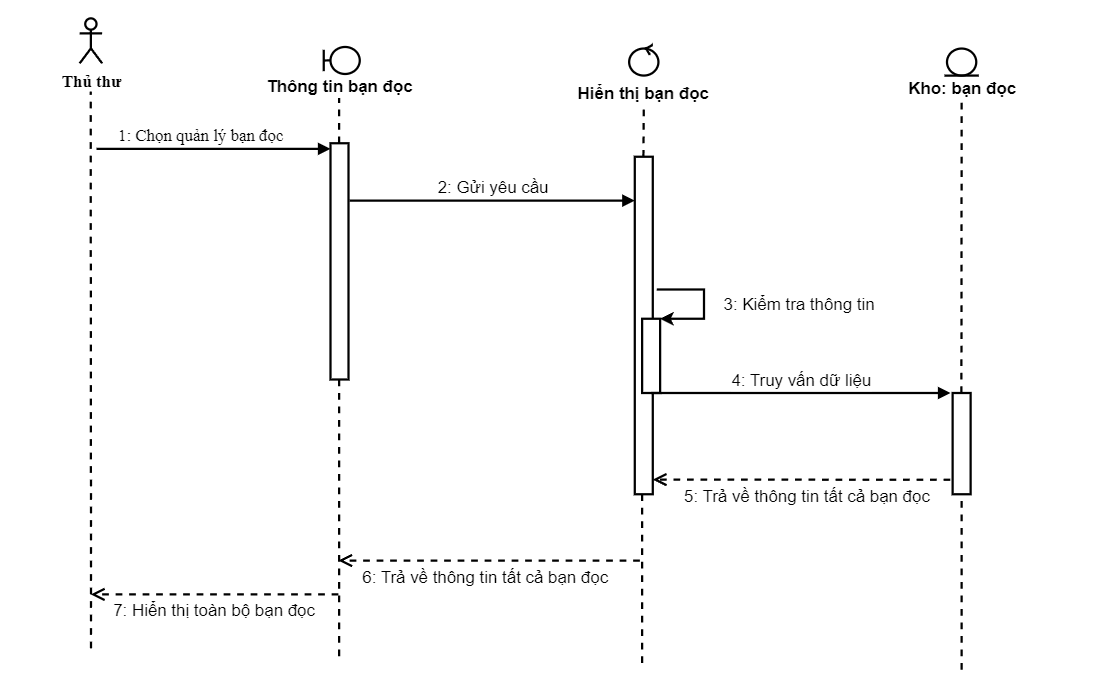 Thủ thư
Thông tin bạn đọc
Hiển thị bạn đọc
Kho: bạn đọc
1: Chọn quản lý bạn đọc
2: Gửi yêu cầu
3: Kiểm tra thông tin
4: Truy vấn dữ liệu
5: Trả về thông tin tất cả bạn đọc
6: Trả về thông tin tất cả bạn đọc
7: Hiển thị toàn bộ bạn đọc